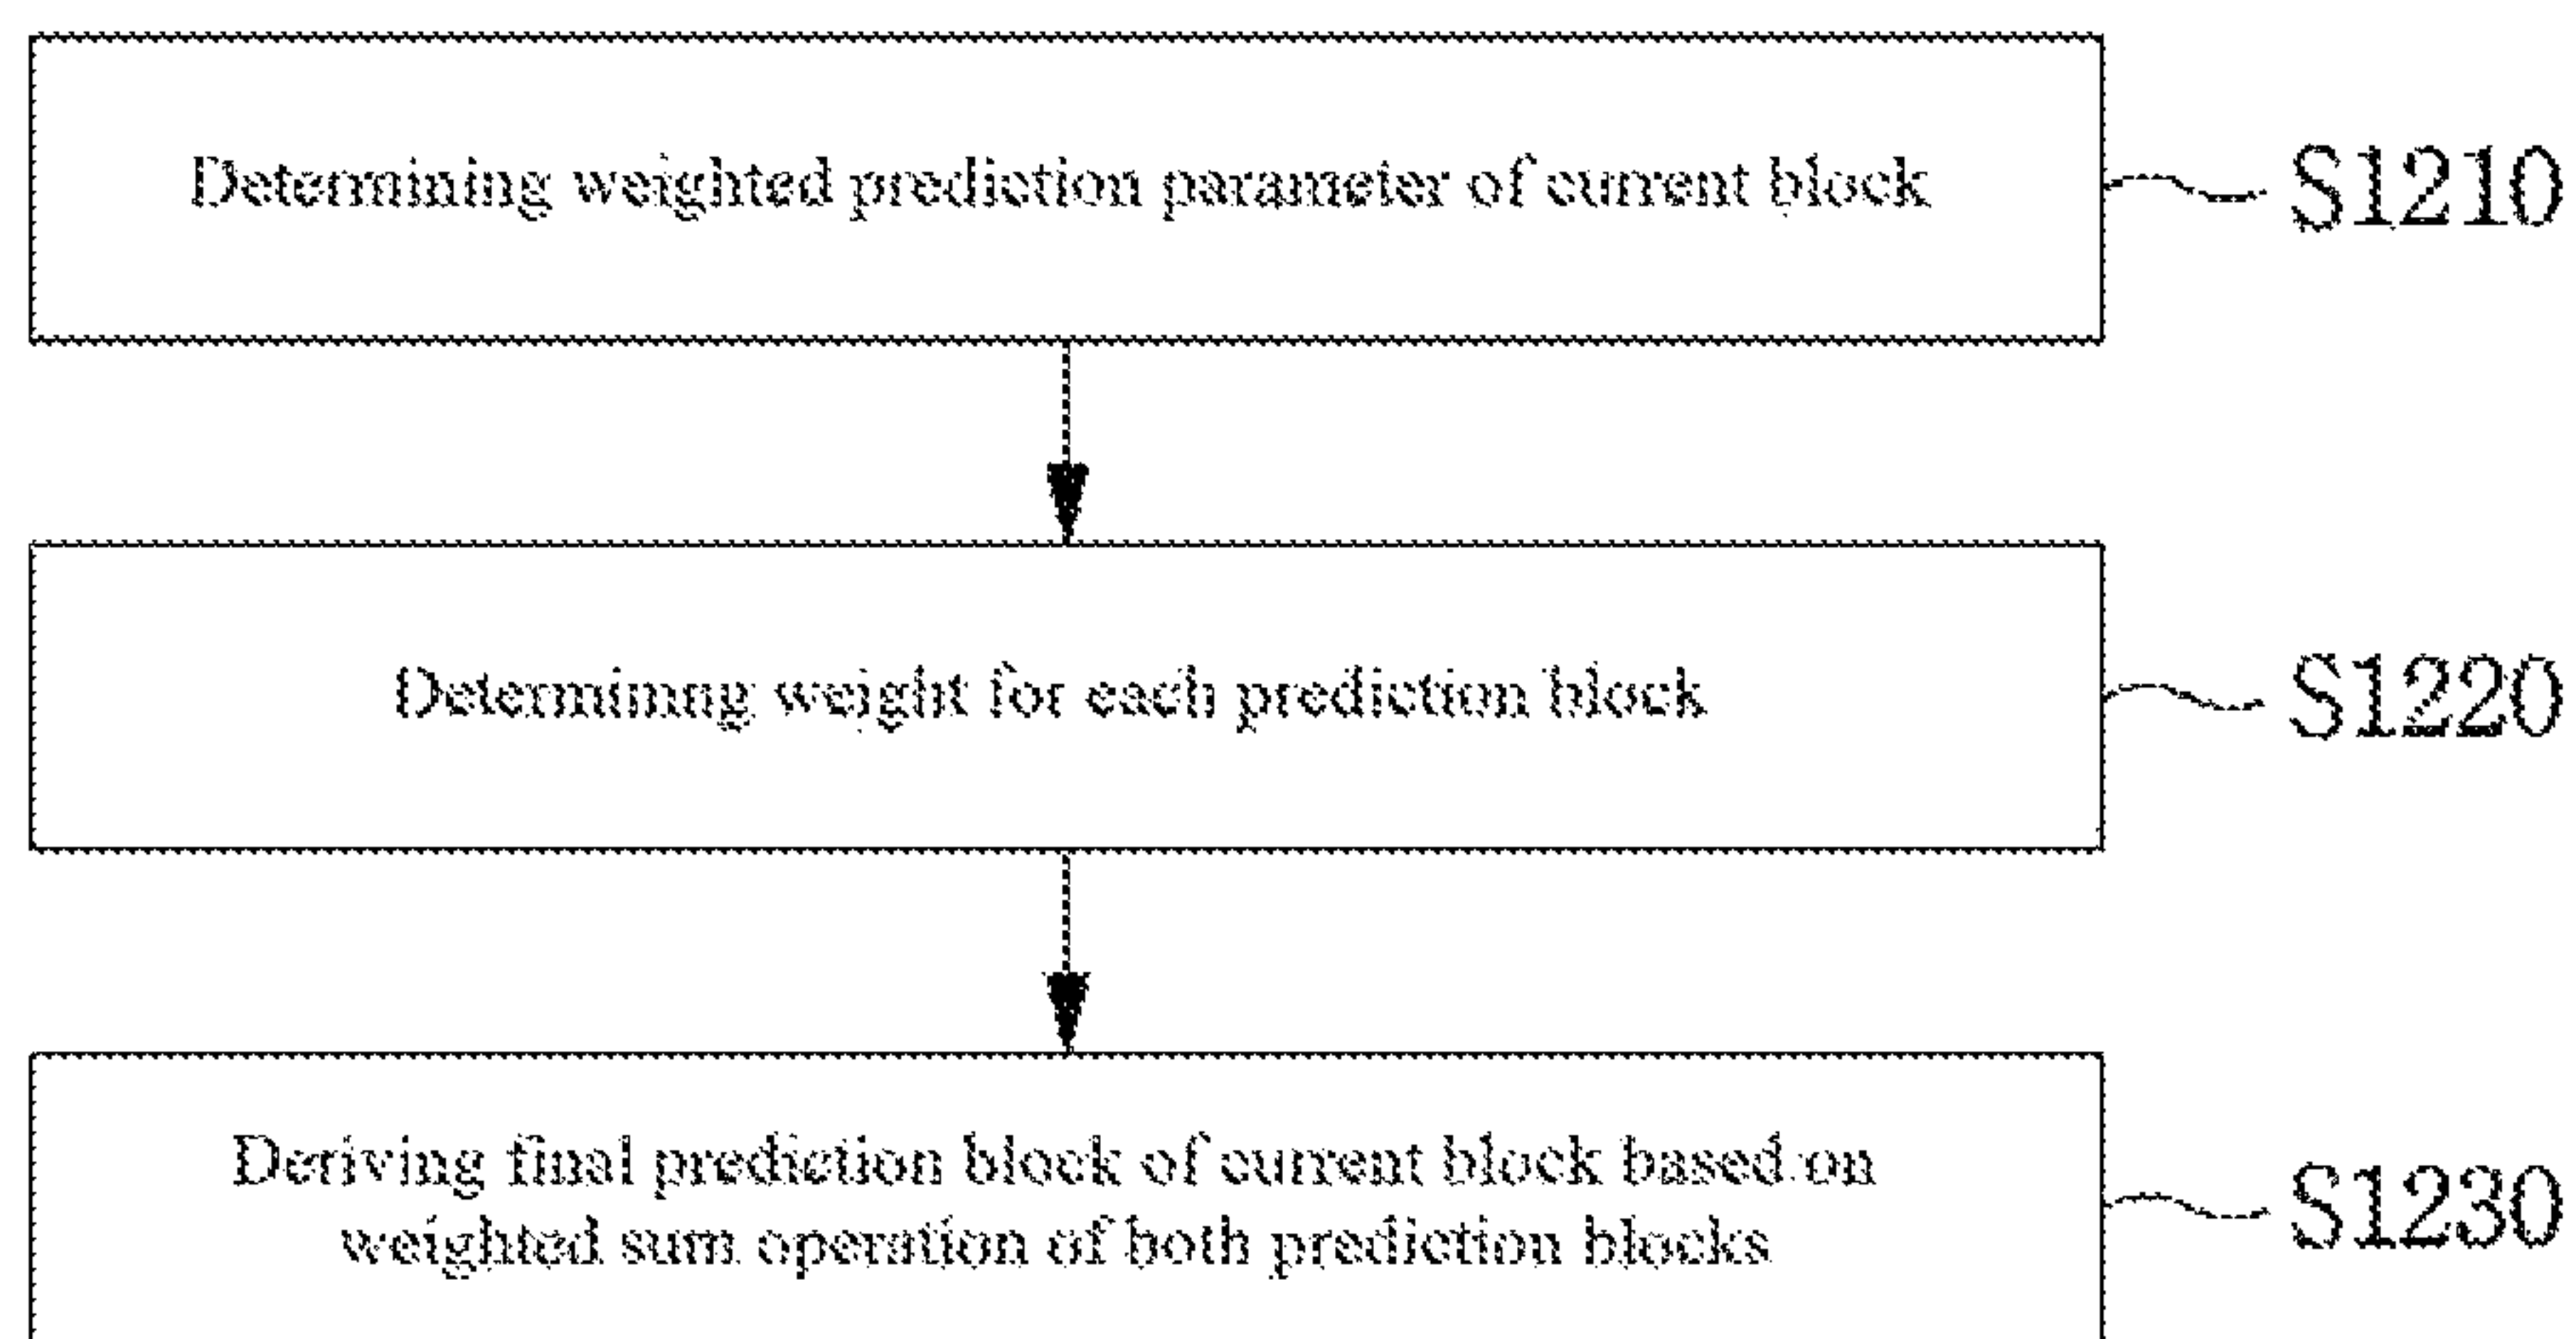 Determining weighted prediction parameter of current block
S1210
Determining weight for each prediction block
S1220
Deriving final prediction block of current block based on
weighted sum operation of both prediction blocks
S1230